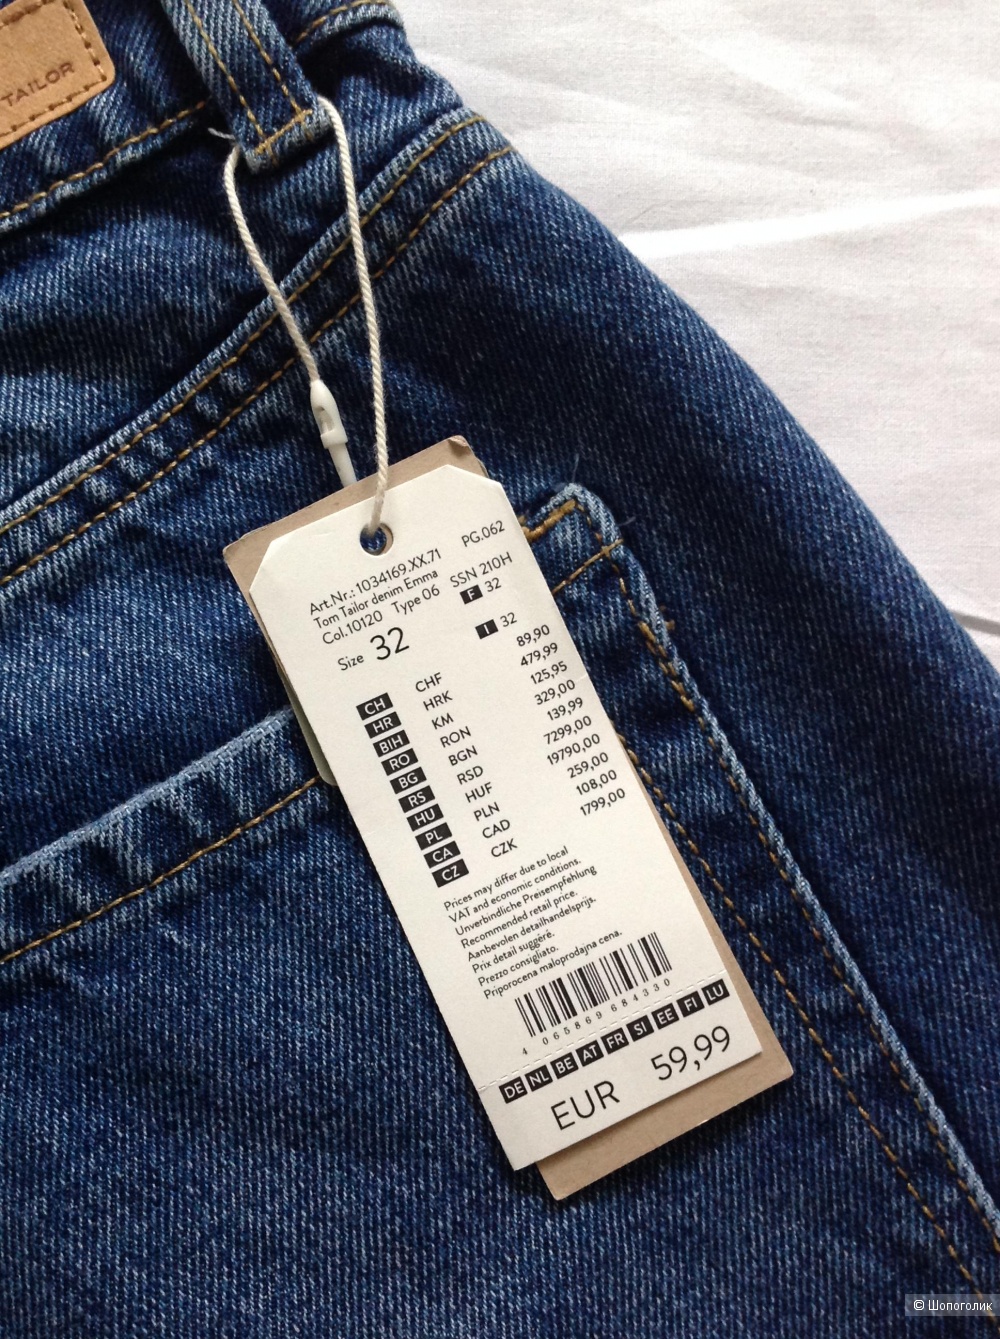 TAILOR
Art.Nr.: 1034169.XX.71 PG.062
Tom Tailor denim Emma
Col.10120 Type 06 SSN 210H
Size 32 F 32
I 32
CH CHF 89,90
HR HRK 479,99
BIH KM 125,95
RO RON 329,00
BG BGN 139,99
RS RSD 7299,00
HU HUF 19790,00
PL PLN 259,00
CA CAD 108,00
CZ CZK 1799,00
Prices may differ due to local
VAT and economic conditions.
Unverbindliche Preisempfehlung
Recommended retail price.
Aanbevolen detailhandelsprijs.
Prix detail suggéré.
Prezzo consigliato.
Priporocena maloprodajna cena.
4 065869 684330
DE NL BE AT FR SI EE FI LU
EUR 59,99
© Шопоголик